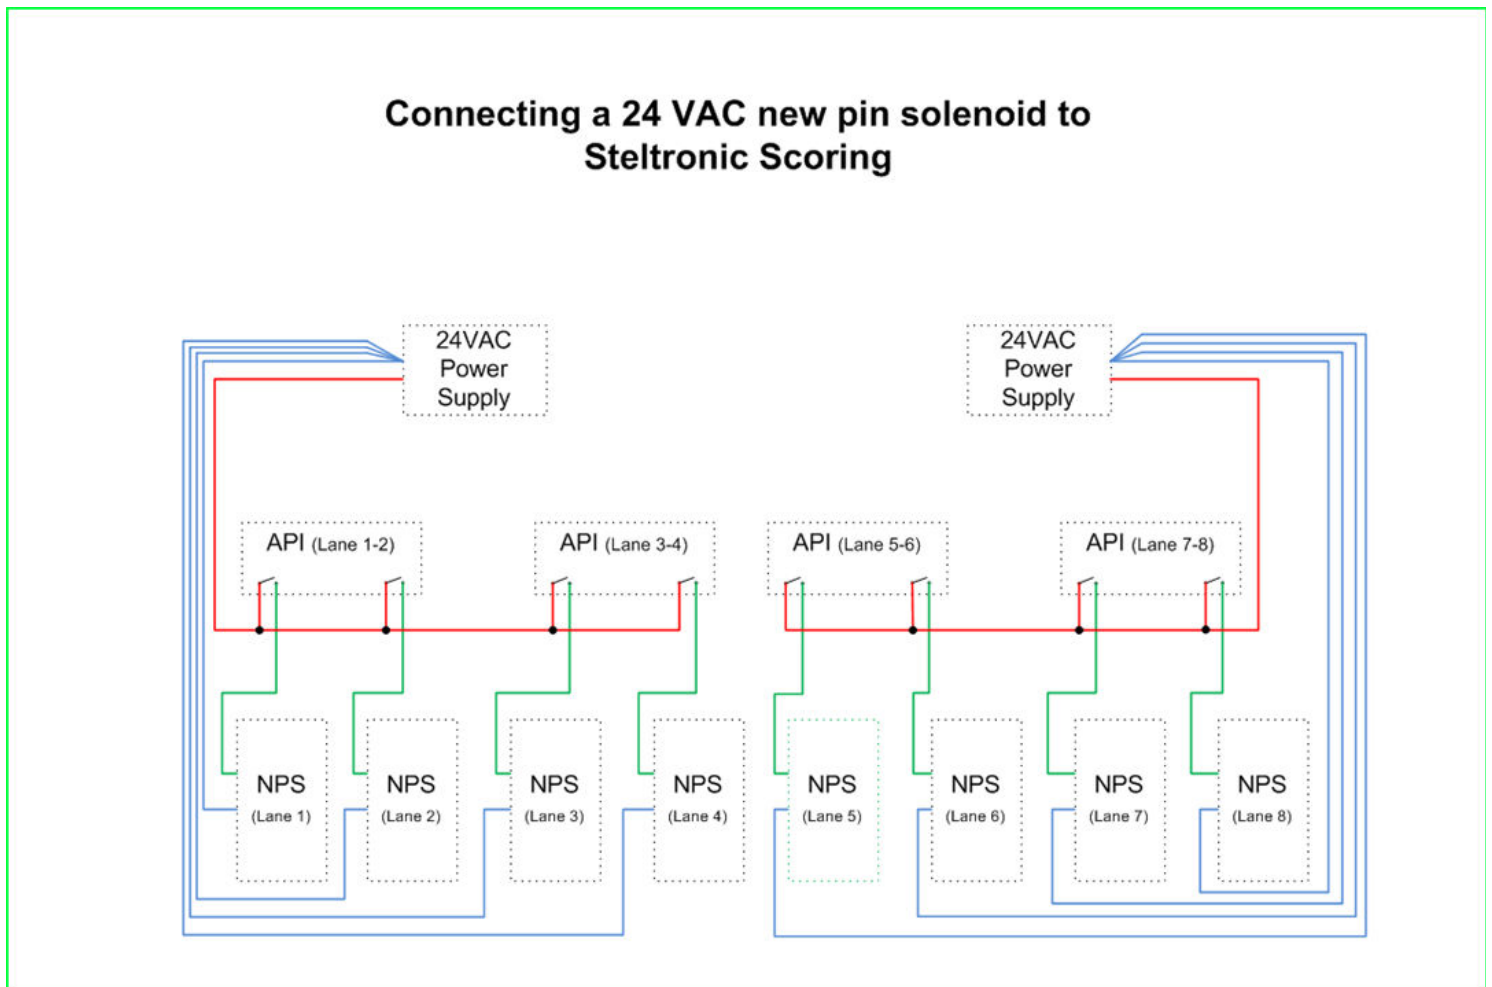 Connecting a 24 VAC new pin solenoid to
Steltronic Scoring
24VAC
Power
Supply
24VAC
Power
Supply
API (Lane 1-2)
API (Lane 3-4)
API (Lane 5-6)
API (Lane 7-8)
NPS
(Lane 1)
NPS
(Lane 2)
NPS
(Lane 3)
NPS
(Lane 4)
NPS
(Lane 5)
NPS
(Lane 6)
NPS
(Lane 7)
NPS
(Lane 8)